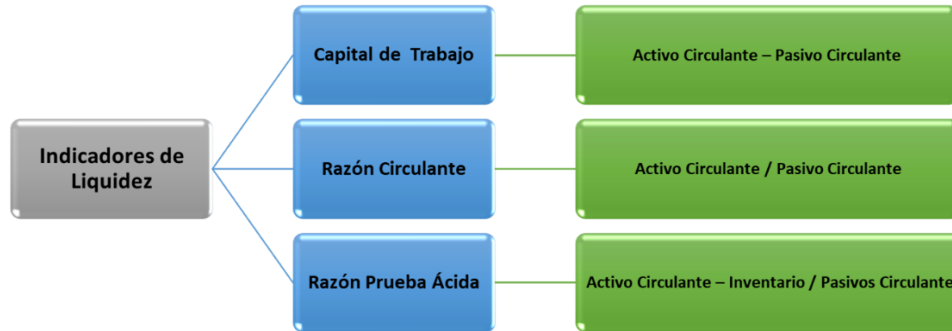 Capital de Trabajo
Activo Circulante – Pasivo Circulante
Indicadores de
Liquidez
Razón Circulante
Activo Circulante / Pasivo Circulante
Razón Prueba Ácida
Activo Circulante – Inventario / Pasivos Circulante